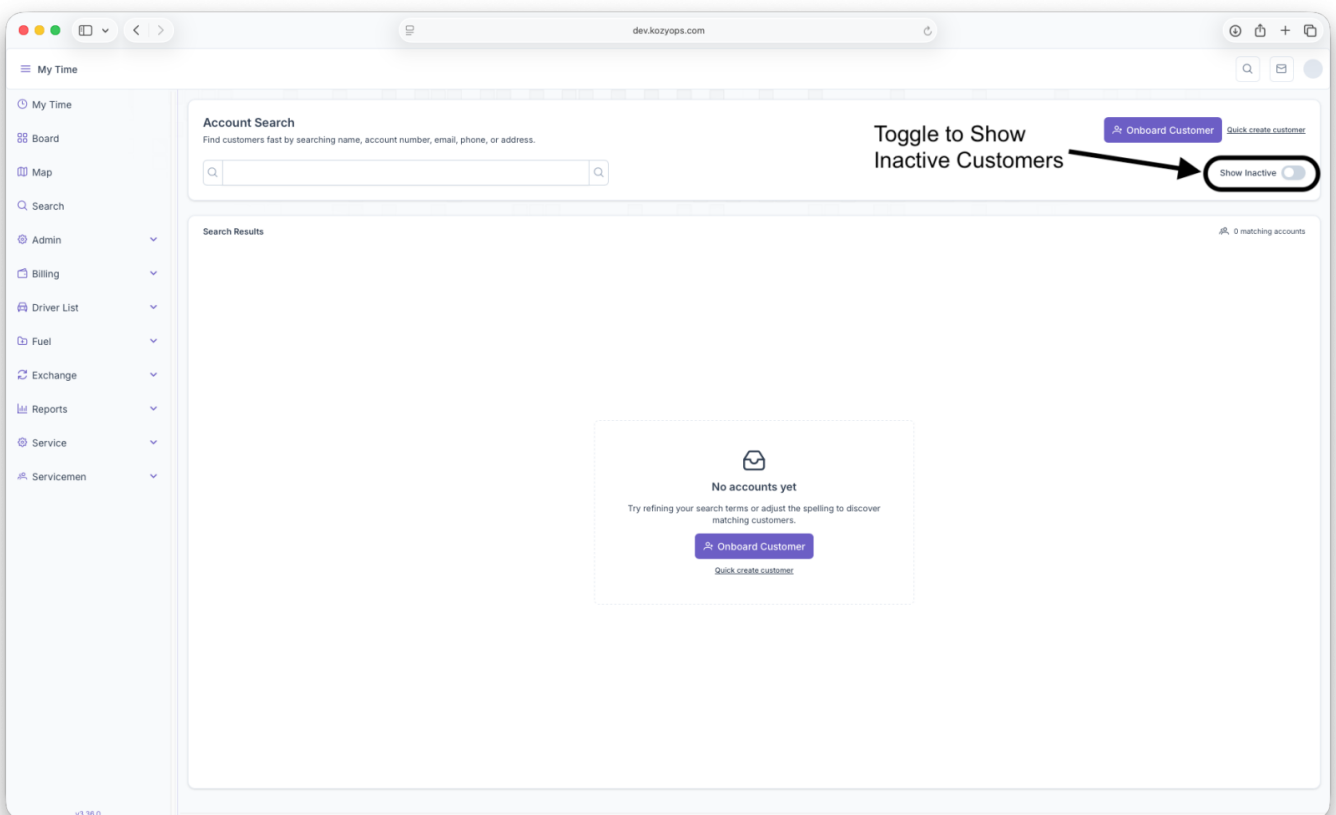 dev.kozyops.com
My Time
My Time
Board
Map
Search
Admin
Billing
Driver List
Fuel
Exchange
Reports
Service
Servicemen
v3.26.0
Account Search
Find customers fast by searching name, account number, email, phone, or address.
Toggle to Show
Inactive Customers
Onboard Customer
Quick create customer
Show Inactive
Search Results
0 matching accounts
No accounts yet
Try refining your search terms or adjust the spelling to discover
matching customers.
Onboard Customer
Quick create customer